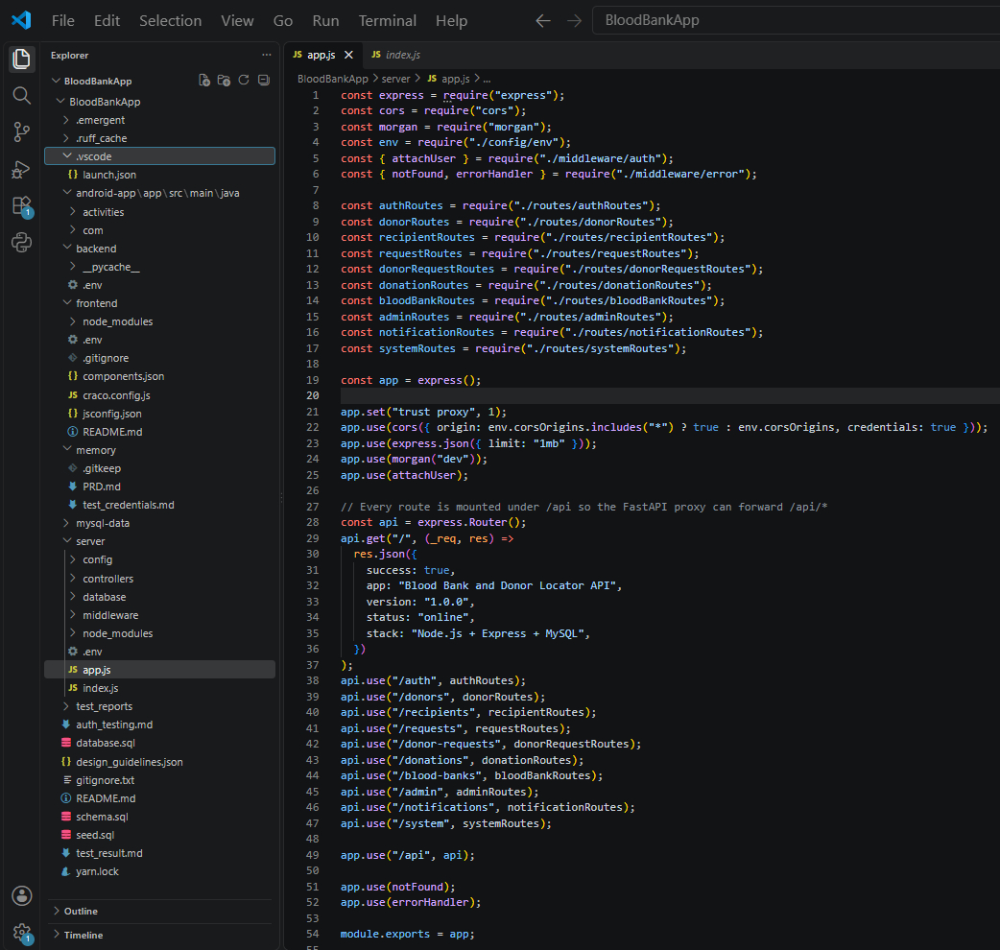 File Edit Selection View Go Run Terminal Help
BloodBankApp
Explorer
BloodBankApp
BloodBankApp
.emergent
.ruff_cache
.vscode
launch.json
android-app\app\src\main\java
activities
com
backend
__pycache__
.env
frontend
node_modules
.env
.gitignore
components.json
craco.config.js
jsconfig.json
README.md
memory
.gitkeep
PRD.md
test_credentials.md
mysql-data
server
config
controllers
database
middleware
node_modules
.env
app.js
index.js
test_reports
auth_testing.md
database.sql
design_guidelines.json
gitignore.txt
README.md
schema.sql
seed.sql
test_result.md
yarn.lock
Outline
Timeline
1
1
JS app.js JS index.js
BloodBankApp > server > JS app.js > ...
1 const express = require("express");
2 const cors = require("cors");
3 const morgan = require("morgan");
4 const env = require("./config/env");
5 const { attachUser } = require("./middleware/auth");
6 const { notFound, errorHandler } = require("./middleware/error");
7
8 const authRoutes = require("./routes/authRoutes");
9 const donorRoutes = require("./routes/donorRoutes");
10 const recipientRoutes = require("./routes/recipientRoutes");
11 const requestRoutes = require("./routes/requestRoutes");
12 const donorRequestRoutes = require("./routes/donorRequestRoutes");
13 const donationRoutes = require("./routes/donationRoutes");
14 const bloodBankRoutes = require("./routes/bloodBankRoutes");
15 const adminRoutes = require("./routes/adminRoutes");
16 const notificationRoutes = require("./routes/notificationRoutes");
17 const systemRoutes = require("./routes/systemRoutes");
18
19 const app = express();
20
21 app.set("trust proxy", 1);
22 app.use(cors({ origin: env.corsOrigins.includes("*") ? true : env.corsOrigins, credentials: true }));
23 app.use(express.json({ limit: "1mb" }));
24 app.use(morgan("dev"));
25 app.use(attachUser);
26
27 // Every route is mounted under /api so the FastAPI proxy can forward /api/*
28 const api = express.Router();
29 api.get("/", (_req, res) =>
30 res.json({
31 success: true,
32 app: "Blood Bank and Donor Locator API",
33 version: "1.0.0",
34 status: "online",
35 stack: "Node.js + Express + MySQL",
36 })
37 );
38 api.use("/auth", authRoutes);
39 api.use("/donors", donorRoutes);
40 api.use("/recipients", recipientRoutes);
41 api.use("/requests", requestRoutes);
42 api.use("/donor-requests", donorRequestRoutes);
43 api.use("/donations", donationRoutes);
44 api.use("/blood-banks", bloodBankRoutes);
45 api.use("/admin", adminRoutes);
46 api.use("/notifications", notificationRoutes);
47 api.use("/system", systemRoutes);
48
49 app.use("/api", api);
50
51 app.use(notFound);
52 app.use(errorHandler);
53
54 module.exports = app;
55